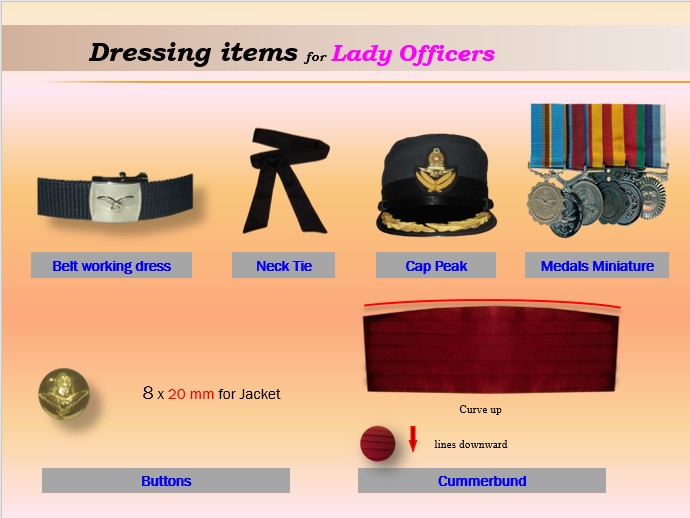 Dressing items for Lady Officers
Belt working dress
Neck Tie
Cap Peak
Medals Miniature
8 x 20 mm for Jacket
Curve up
lines downward
Buttons
Cummerbund